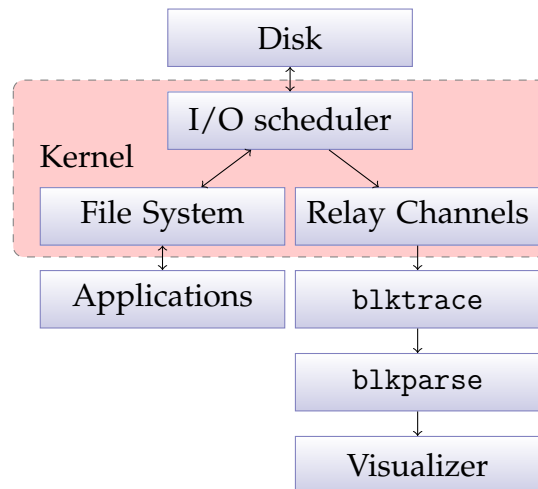 Disk
I/O scheduler
Kernel
File System
Relay Channels
Applications
blktrace
blkparse
Visualizer